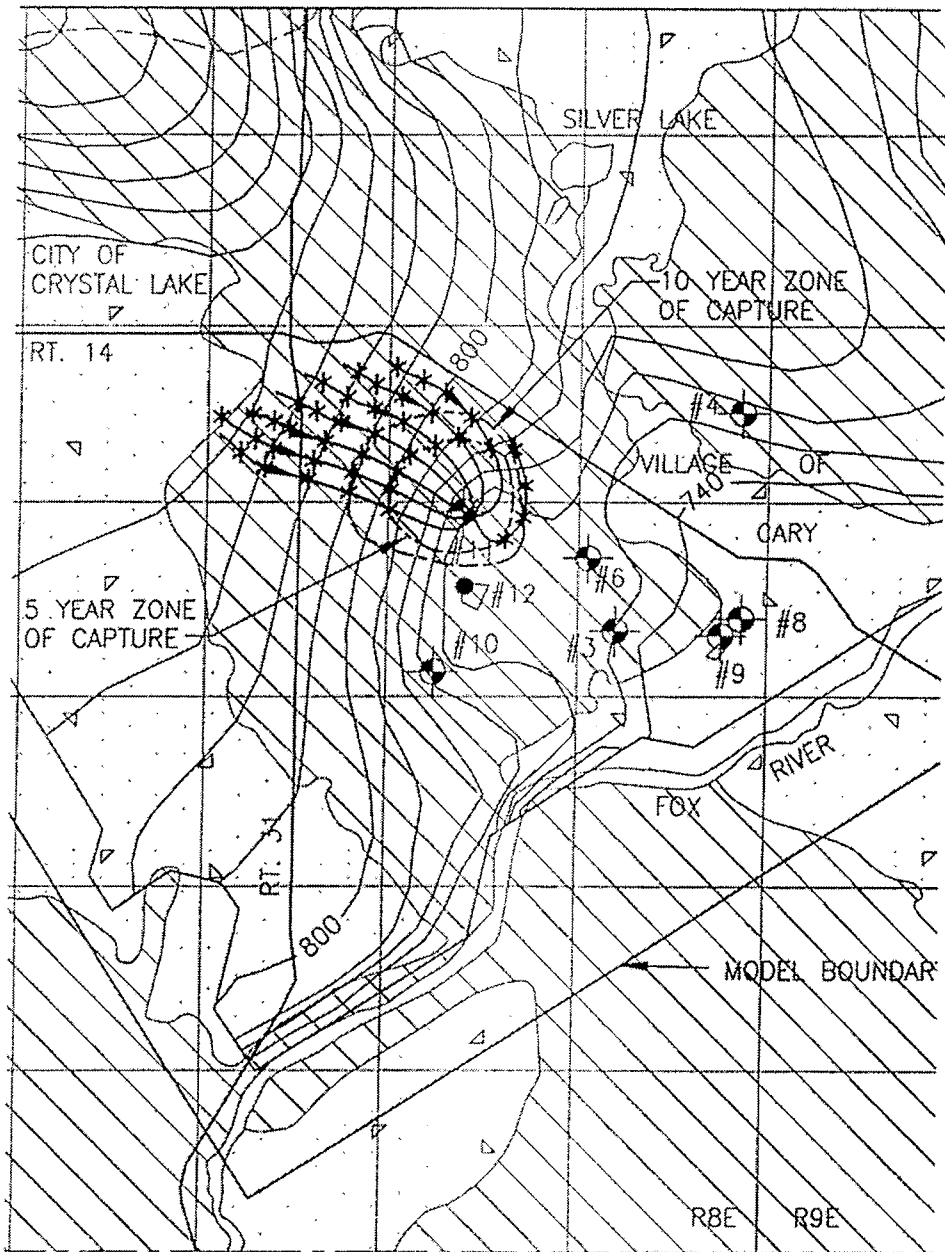 SILVER LAKE
CITY OF
CRYSTAL LAKE
10 YEAR ZONE
OF CAPTURE
RT. 14
800
#4
VILLAGE OF
740
CARY
#6
5 YEAR ZONE
OF CAPTURE
#12
#10
#3
#8
#9
RIVER
FOX
RT. 31
800
MODEL BOUNDAR
R8E R9E